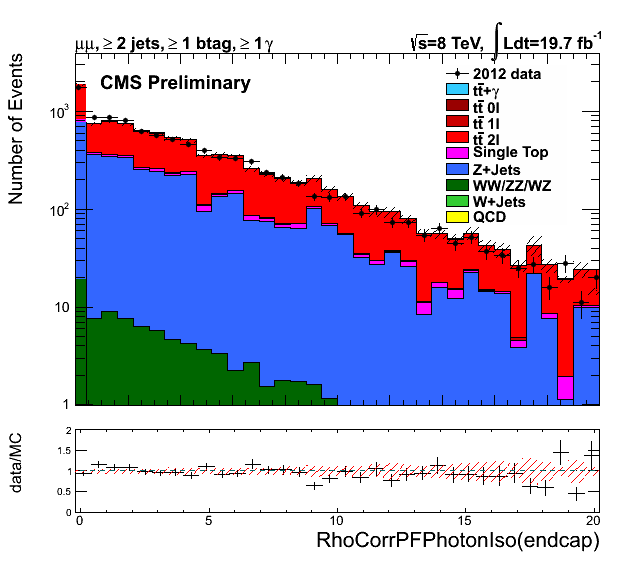 μμ, ≥ 2 jets, ≥ 1 btag, ≥ 1 γ
√s=8 TeV, ∫ Ldt=19.7 fb⁻¹
CMS Preliminary
2012 data
tt̄+γ
tt̄ 0l
tt̄ 1l
tt̄ 2l
Single Top
Z+Jets
WW/ZZ/WZ
W+Jets
QCD
Number of Events
10³
10²
10
1
data/MC
2
1.5
1
0.5
0
0 5 10 15 20
RhoCorrPFPhotonIso(endcap)